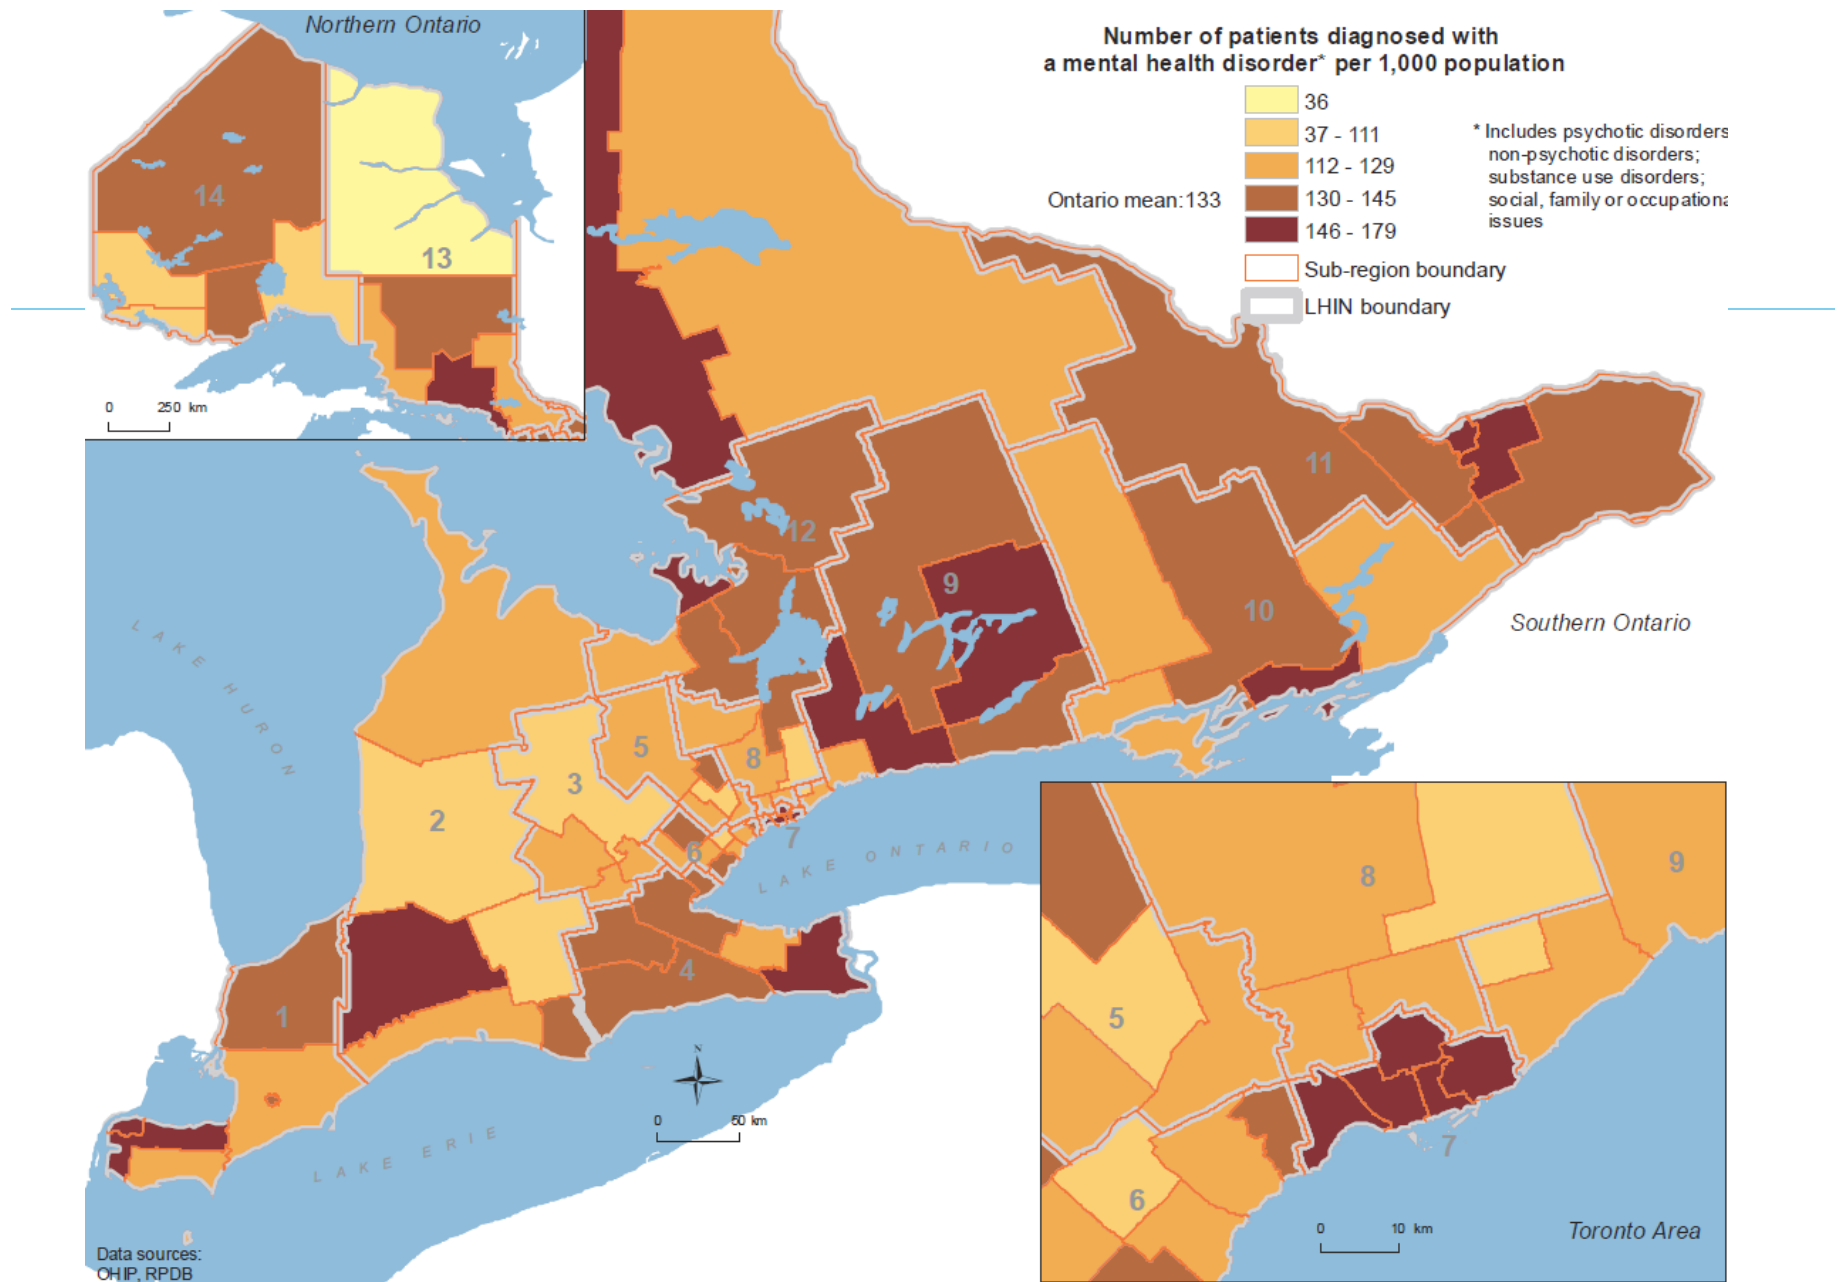 Northern Ontario
14
13
0 250 km
Number of patients diagnosed with
a mental health disorder* per 1,000 population
36
37 - 111
112 - 129
Ontario mean:133
130 - 145
146 - 179
Sub-region boundary
LHIN boundary
* Includes psychotic disorders
non-psychotic disorders;
substance use disorders;
social, family or occupationa
issues
11
12
9
10
Southern Ontario
LAKE HURON
5
8
3
2
7
6
LAKE ONTARIO
4
1
N
0 50 km
LAKE ERIE
Data sources:
OHIP, RPDB
8
9
5
7
6
0 10 km
Toronto Area